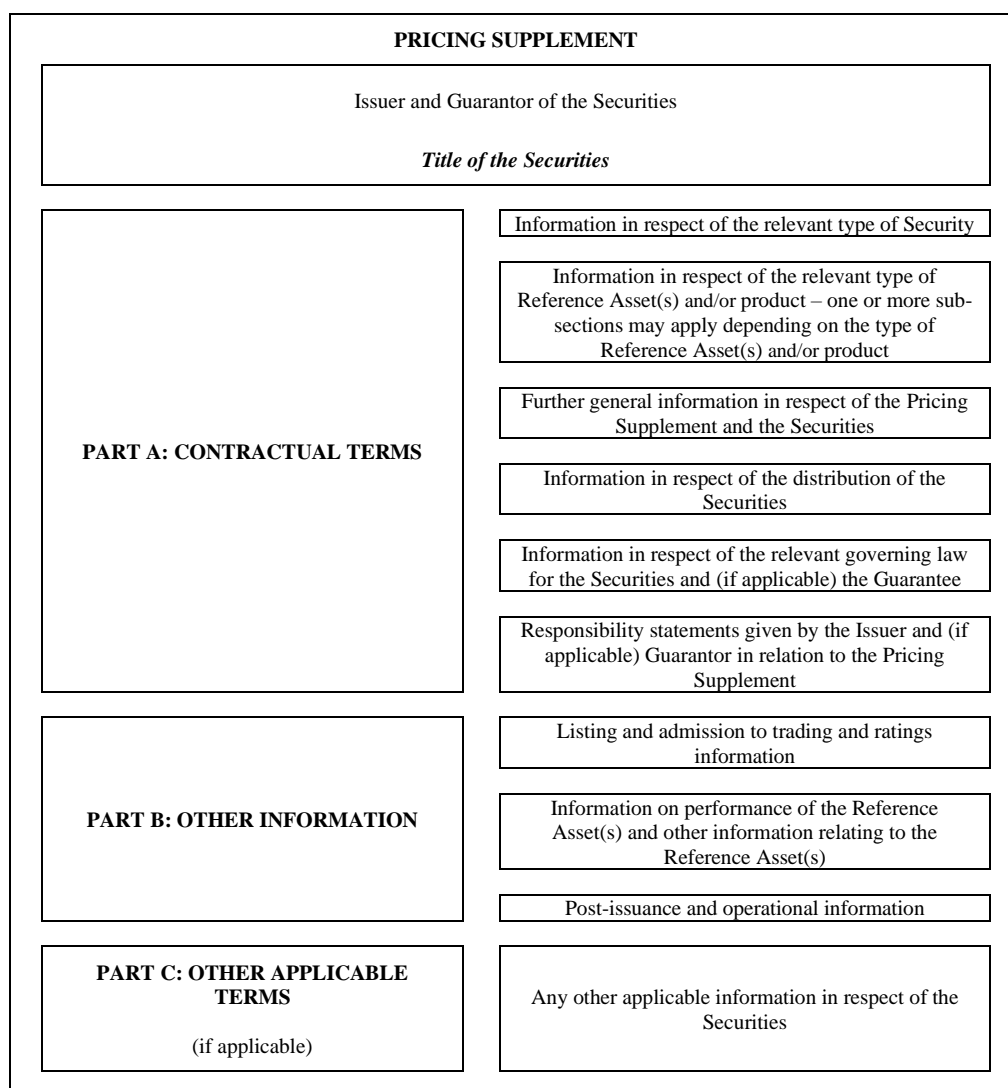 PRICING SUPPLEMENT
Issuer and Guarantor of the Securities
Title of the Securities
PART A: CONTRACTUAL TERMS
Information in respect of the relevant type of Security
Information in respect of the relevant type of
Reference Asset(s) and/or product – one or more sub-
sections may apply depending on the type of
Reference Asset(s) and/or product
Further general information in respect of the Pricing
Supplement and the Securities
Information in respect of the distribution of the
Securities
Information in respect of the relevant governing law
for the Securities and (if applicable) the Guarantee
Responsibility statements given by the Issuer and (if
applicable) Guarantor in relation to the Pricing
Supplement
PART B: OTHER INFORMATION
Listing and admission to trading and ratings
information
Information on performance of the Reference
Asset(s) and other information relating to the
Reference Asset(s)
Post-issuance and operational information
PART C: OTHER APPLICABLE
TERMS
(if applicable)
Any other applicable information in respect of the
Securities